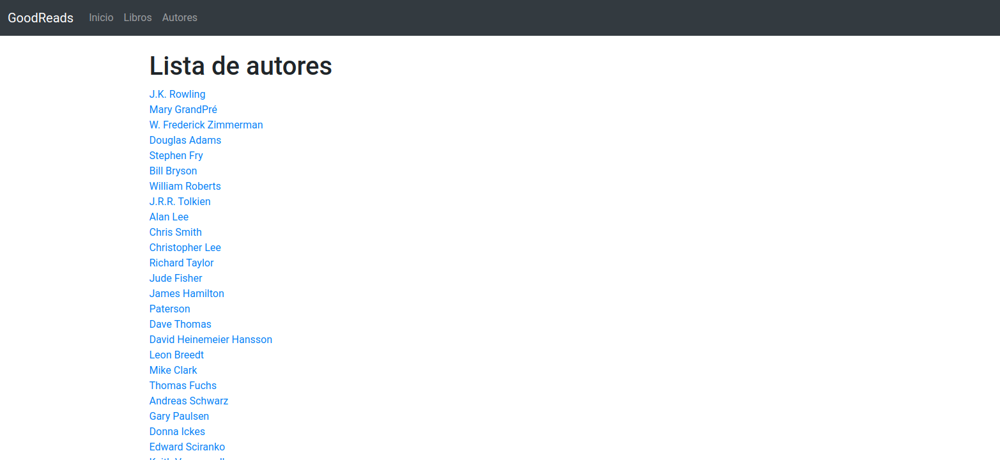 GoodReads Inicio Libros Autores
Lista de autores
J.K. Rowling
Mary GrandPré
W. Frederick Zimmerman
Douglas Adams
Stephen Fry
Bill Bryson
William Roberts
J.R.R. Tolkien
Alan Lee
Chris Smith
Christopher Lee
Richard Taylor
Jude Fisher
James Hamilton
Paterson
Dave Thomas
David Heinemeier Hansson
Leon Breedt
Mike Clark
Thomas Fuchs
Andreas Schwarz
Gary Paulsen
Donna Ickes
Edward Sciranko